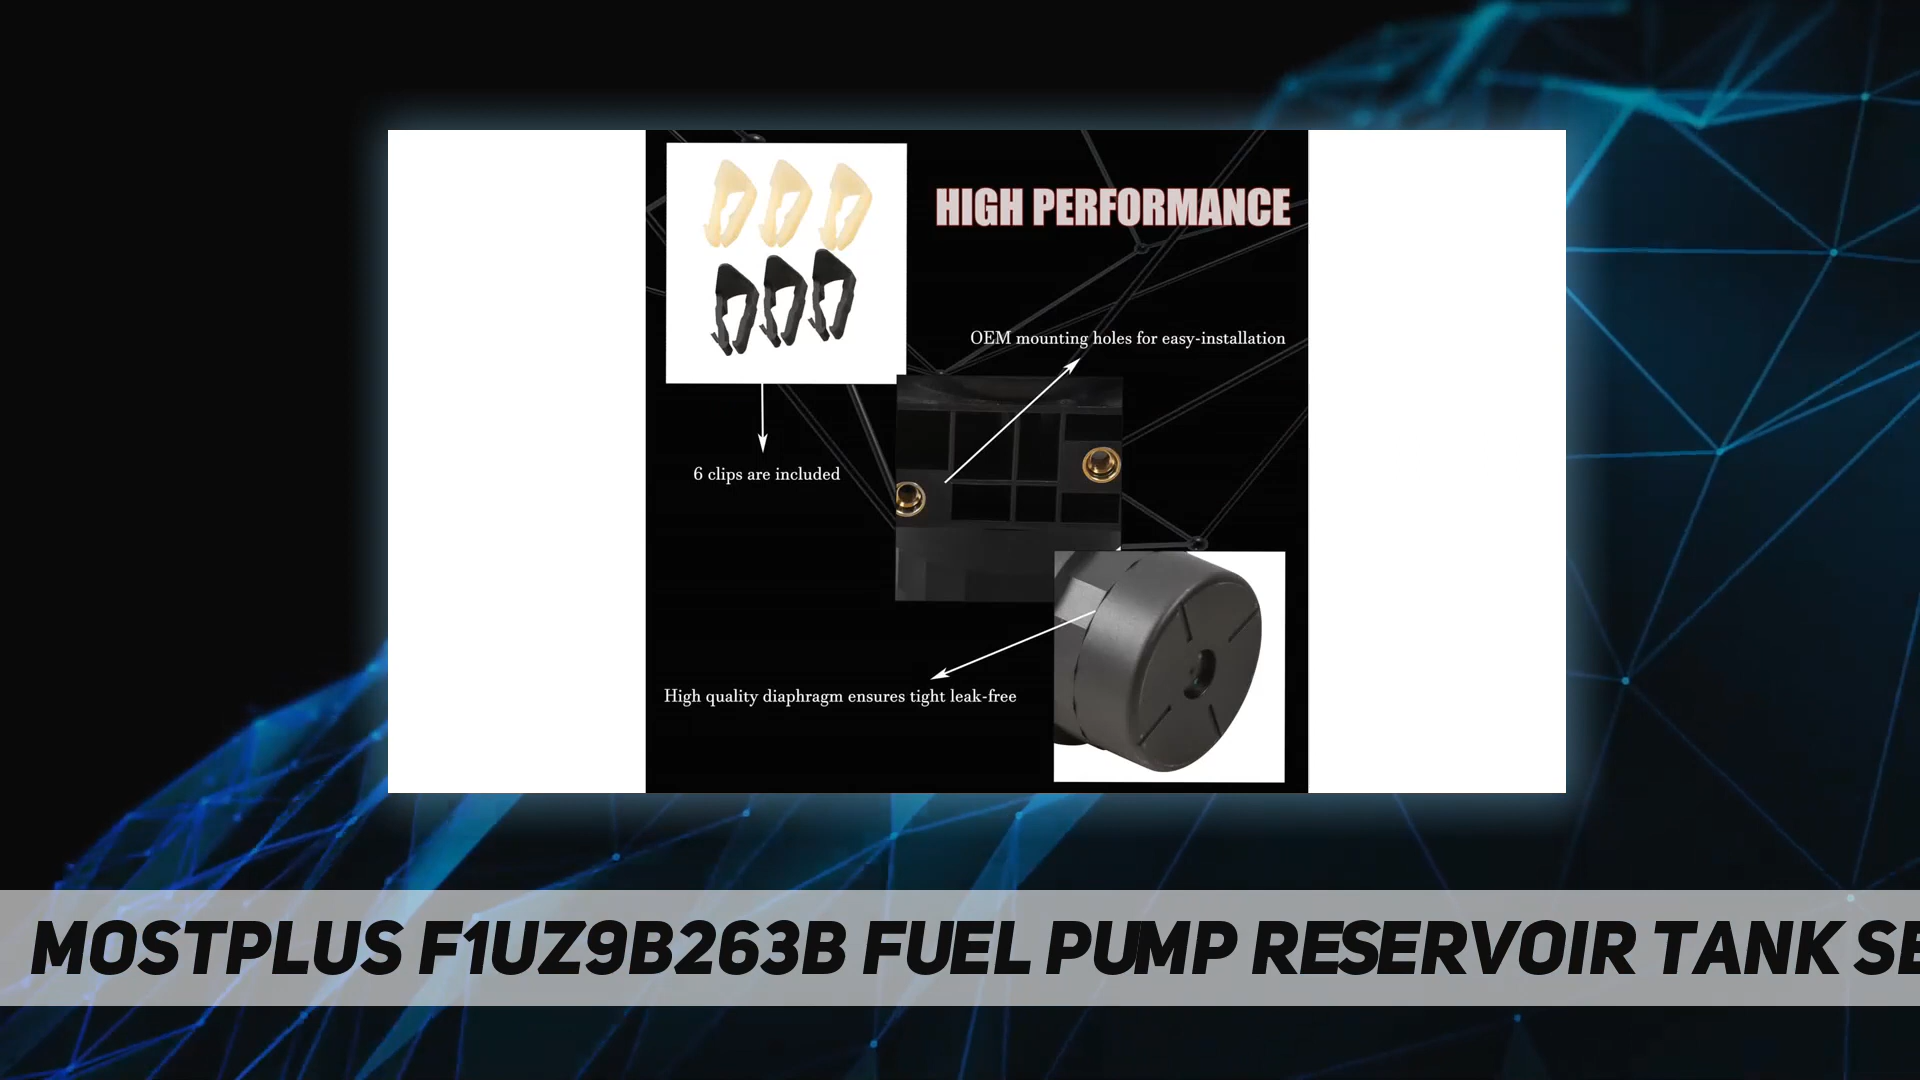 HIGH PERFORMANCE
OEM mounting holes for easy-installation
6 clips are included
High quality diaphragm ensures tight leak-free
MOSTPLUS F1UZ9B263B FUEL PUMP RESERVOIR TANK SE